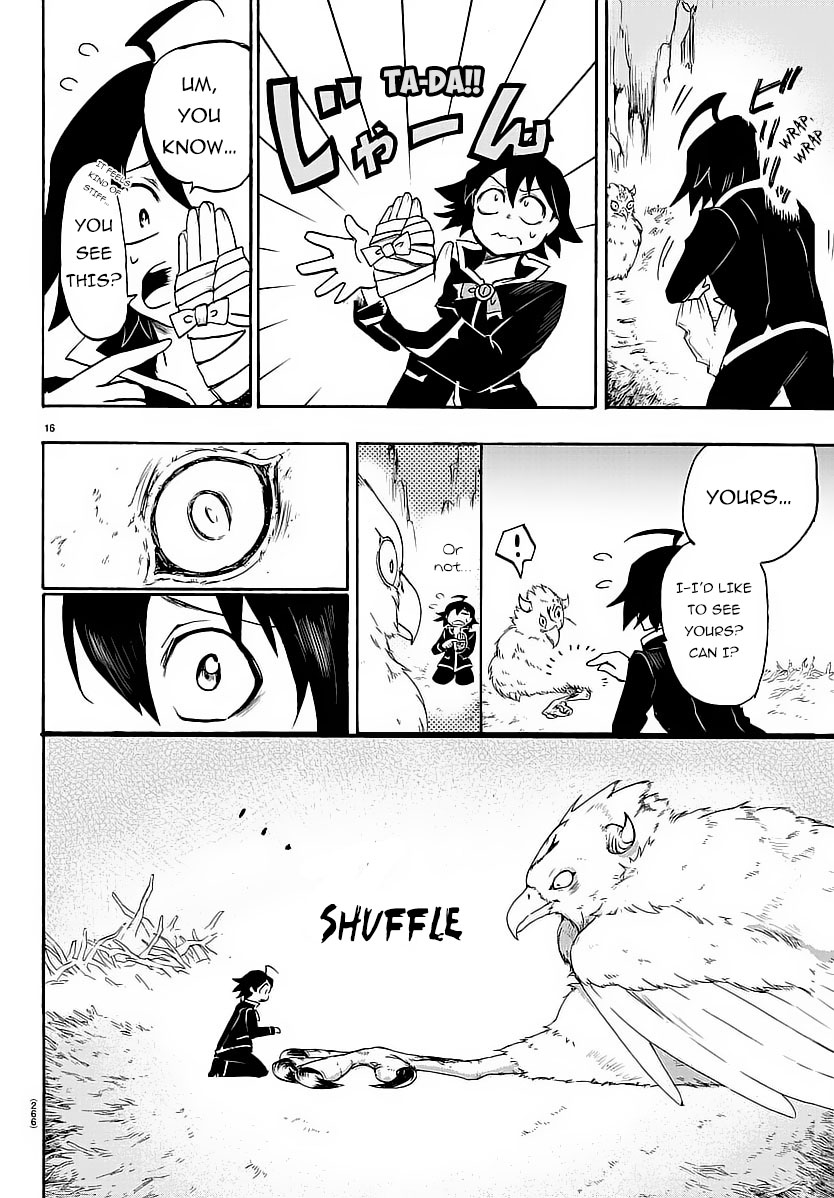 ビ
WRAP,
WRAP
TA-DA!!
じゃーん
UM,
YOU
KNOW...
IT FEELS
KIND OF
STIFF...
YOU
SEE
THIS?
16
YOURS...
I-I'D LIKE
TO SEE
YOURS?
CAN I?
!
Or
not...
SHUFFLE
(266)